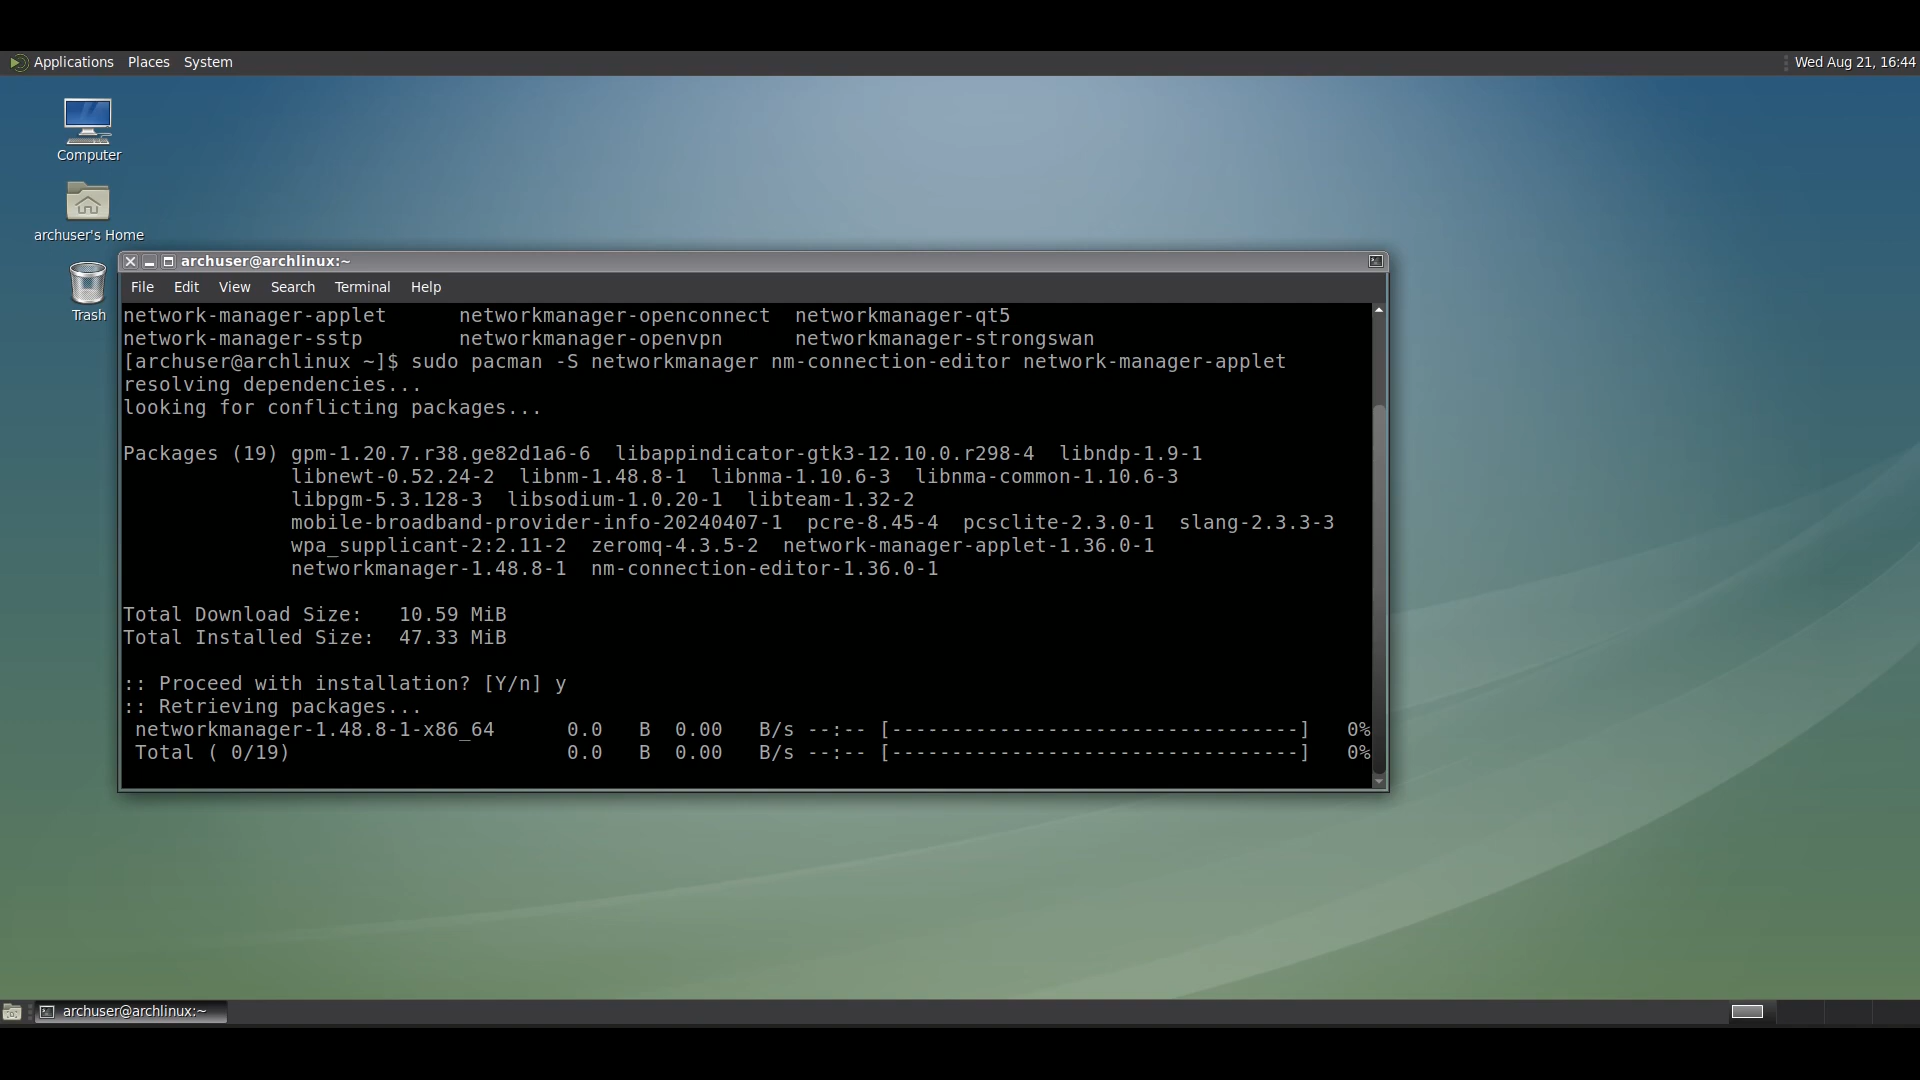 Applications Places System Wed Aug 21, 16:44
Computer
archuser's Home
Trash
archuser@archlinux:~
File Edit View Search Terminal Help
network-manager-applet      networkmanager-openconnect  networkmanager-qt5
network-manager-sstp        networkmanager-openvpn      networkmanager-strongswan
[archuser@archlinux ~]$ sudo pacman -S networkmanager nm-connection-editor network-manager-applet
resolving dependencies...
looking for conflicting packages...
Packages (19) gpm-1.20.7.r38.ge82d1a6-6  libappindicator-gtk3-12.10.0.r298-4  libndp-1.9-1
libnewt-0.52.24-2  libnm-1.48.8-1  libnma-1.10.6-3  libnma-common-1.10.6-3
libpgm-5.3.128-3  libsodium-1.0.20-1  libteam-1.32-2
mobile-broadband-provider-info-20240407-1  pcre-8.45-4  pcsclite-2.3.0-1  slang-2.3.3-3
wpa_supplicant-2:2.11-2  zeromq-4.3.5-2  network-manager-applet-1.36.0-1
networkmanager-1.48.8-1  nm-connection-editor-1.36.0-1
Total Download Size:   10.59 MiB
Total Installed Size:  47.33 MiB
:: Proceed with installation? [Y/n] y
:: Retrieving packages...
networkmanager-1.48.8-1-x86_64      0.0   B  0.00   B/s --:-- [----------------------------------]   0%
Total ( 0/19)                       0.0   B  0.00   B/s --:-- [----------------------------------]   0%
archuser@archlinux:~